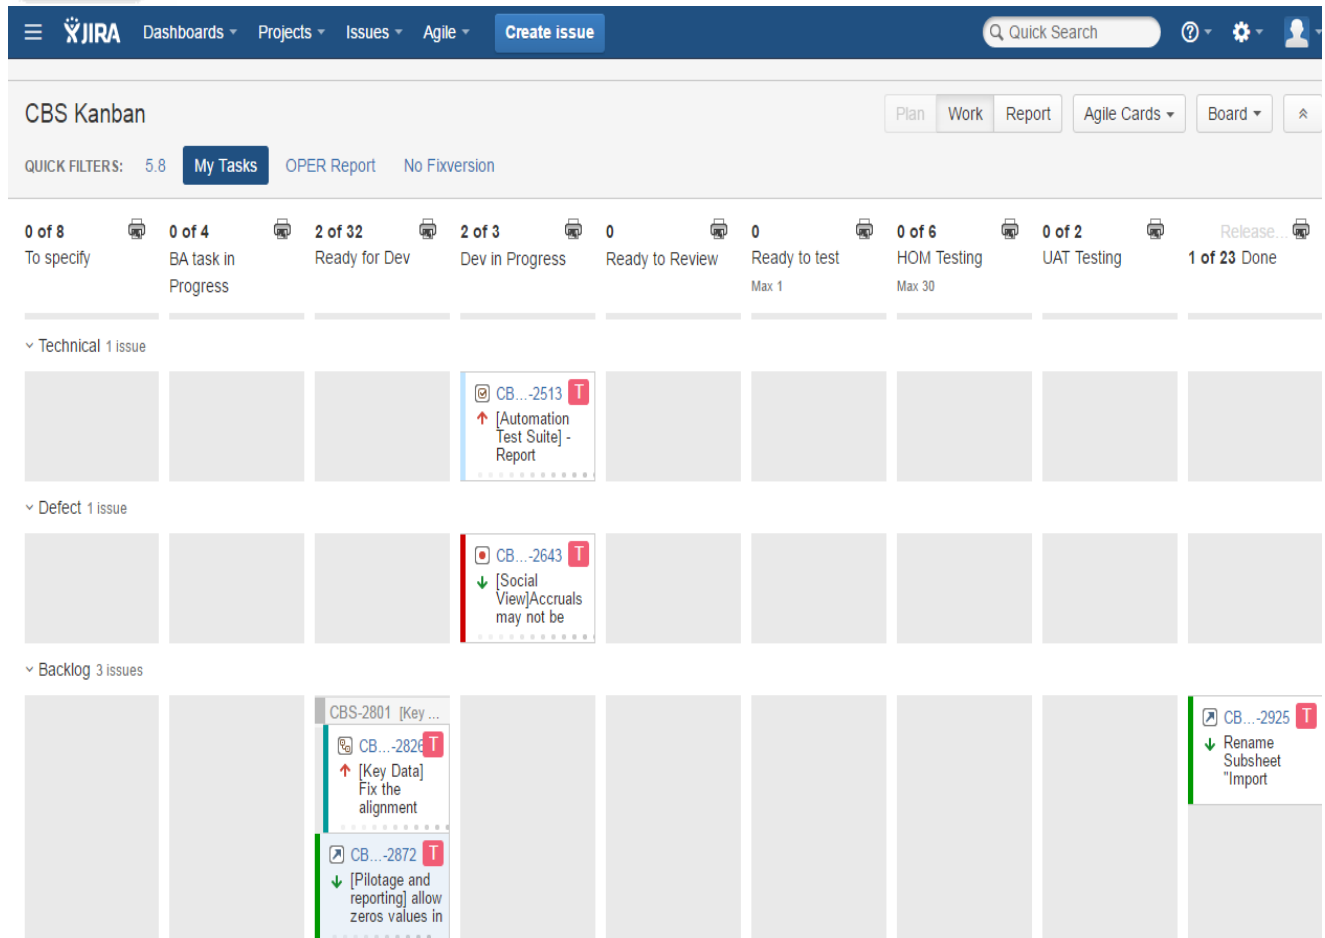 JIRA Dashboards Projects Issues Agile Create issue Quick Search
CBS Kanban Plan Work Report Agile Cards Board
QUICK FILTERS: 5.8 My Tasks OPER Report No Fixversion
0 of 8 0 of 4 2 of 32 2 of 3 0 0 0 of 6 0 of 2 Release...
To specify BA task in Ready for Dev Dev in Progress Ready to Review Ready to test HOM Testing UAT Testing 1 of 23 Done
Progress Max 1 Max 30
Technical 1 issue
CB...-2513 T
[Automation
Test Suite] -
Report
Defect 1 issue
CB...-2643 T
[Social
View]Accruals
may not be
Backlog 3 issues
CBS-2801 [Key ...
CB...-2826 T
[Key Data]
Fix the
alignment
CB...-2872 T
[Pilotage and
reporting] allow
zeros values in
CB...-2925 T
Rename
Subsheet
"Import